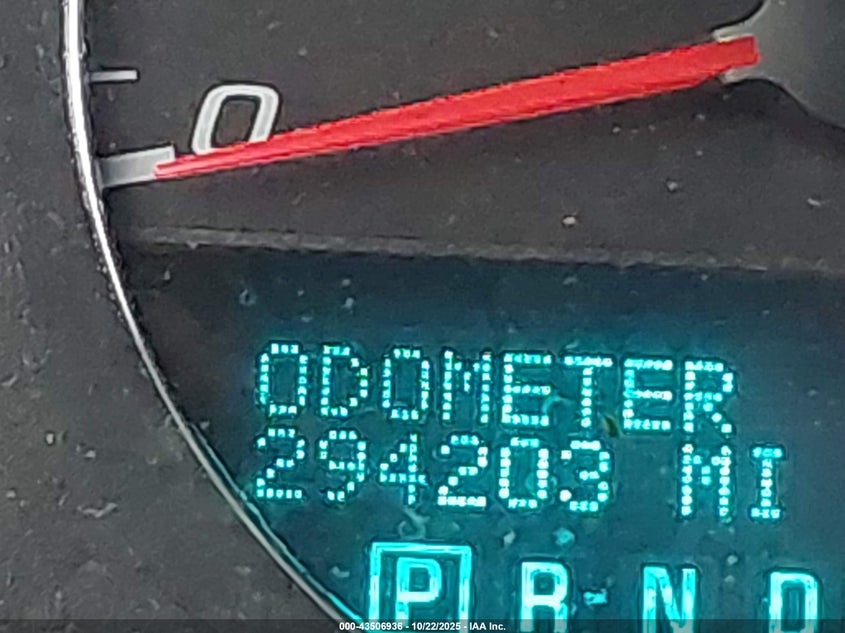 0
ODOMETER
294203 MI
P R N D
000-43506936 - 10/22/2025 - IAA Inc.